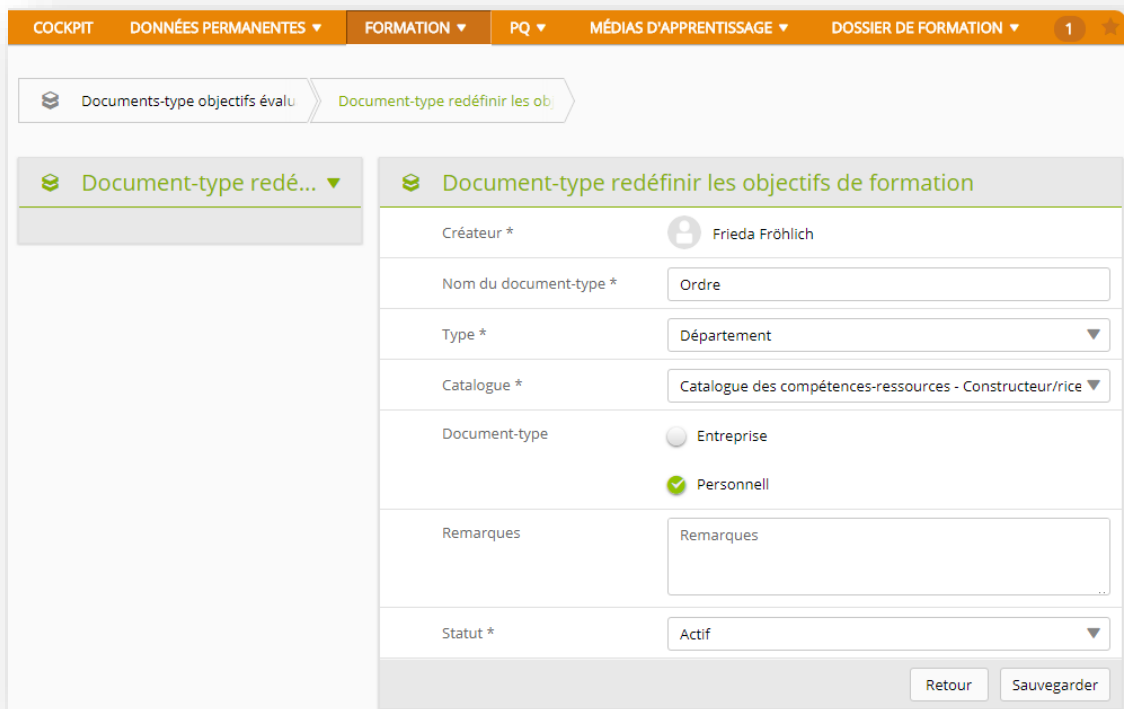 COCKPIT DONNÉES PERMANENTES FORMATION PQ MÉDIAS D'APPRENTISSAGE DOSSIER DE FORMATION 1
Documents-type objectifs évalu Document-type redéfinir les ob
Document-type redé... Document-type redéfinir les objectifs de formation
Créateur * Frieda Fröhlich
Nom du document-type * Ordre
Type * Département
Catalogue * Catalogue des compétences-ressources - Constructeur/rice
Document-type Entreprise
Personnell
Remarques Remarques
Statut * Actif
Retour Sauvegarder